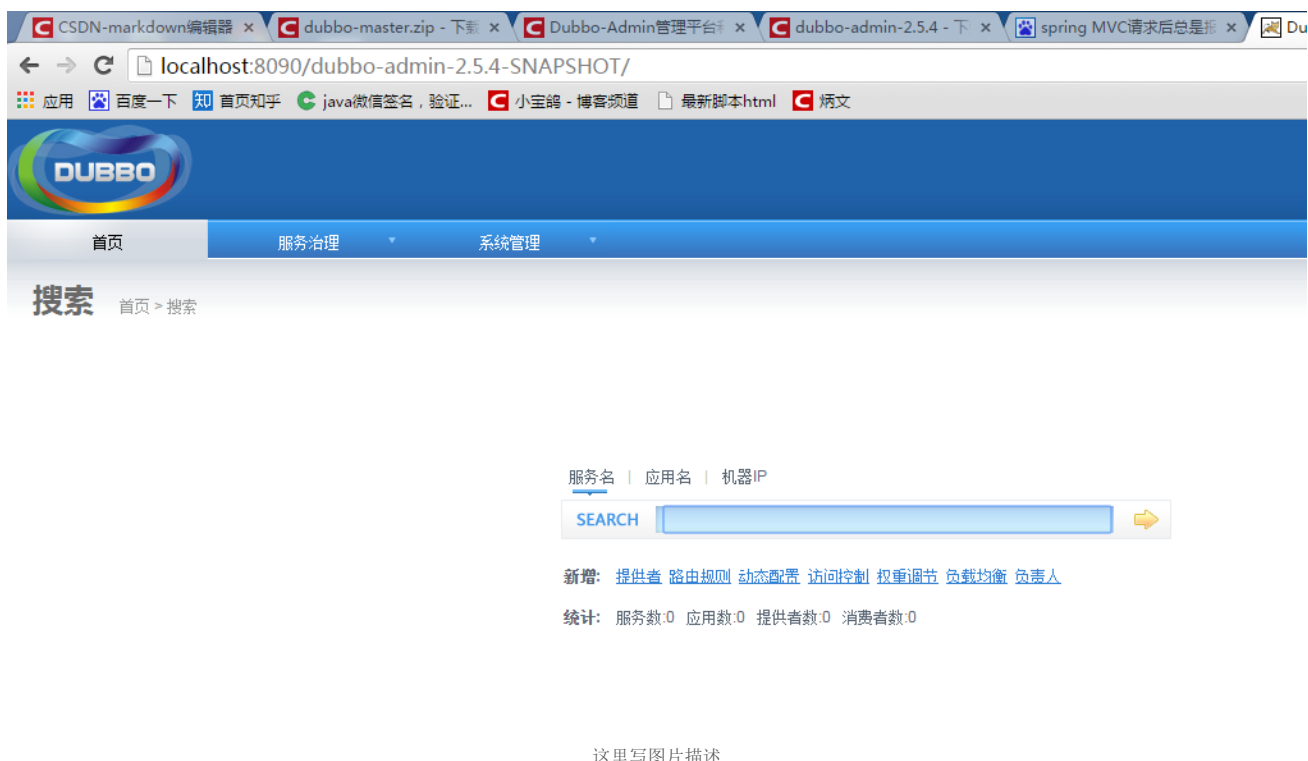 CSDN-markdown编辑器 dubbo-master.zip - 下载 Dubbo-Admin管理平台 dubbo-admin-2.5.4 - 下 spring MVC请求后总是报 Du
localhost:8090/dubbo-admin-2.5.4-SNAPSHOT/
应用 百度一下 知 首页知乎 java微信签名，验证... 小宝鸽 - 博客频道 最新脚本html 炳文
DUBBO
首页 服务治理 系统管理
搜索 首页 > 搜索
服务名 | 应用名 | 机器IP
SEARCH
新增: 提供者 路由规则 动态配置 访问控制 权重调节 负载均衡 负责人
统计: 服务数:0 应用数:0 提供者数:0 消费者数:0
这里写图片描述